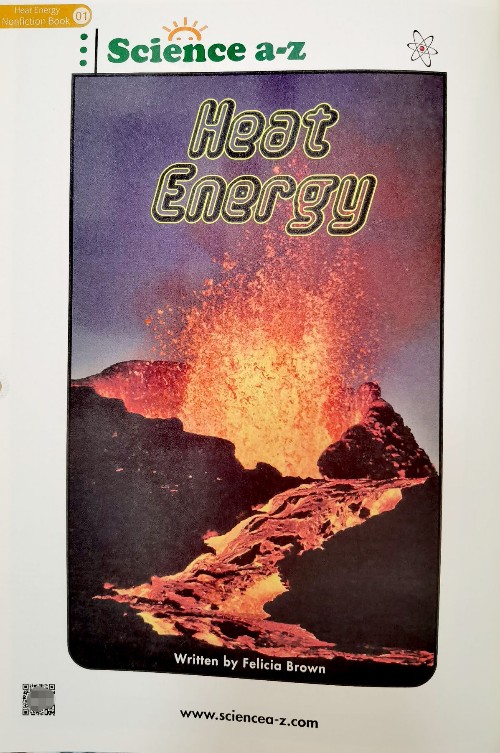 Heat Energy
Nonfiction Book 01
Science a-z
Heat
Energy
Written by Felicia Brown
www.sciencea-z.com